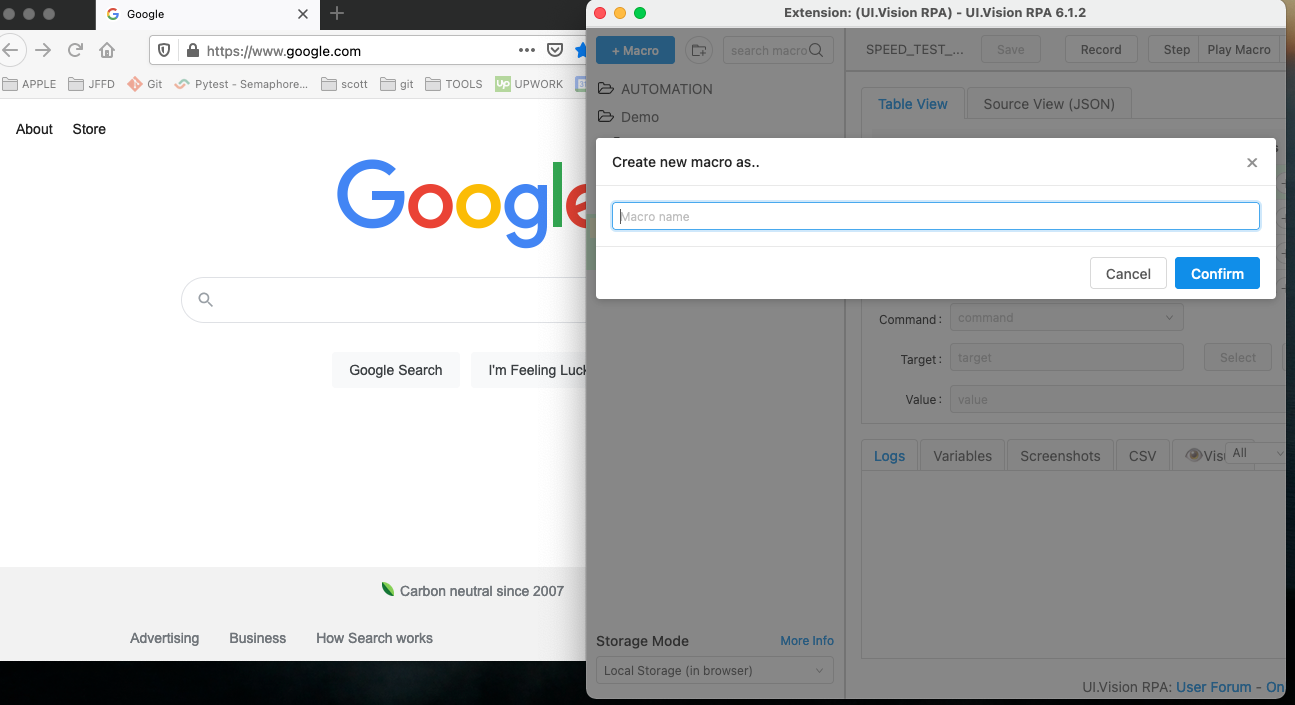 Google
https://www.google.com
APPLE JFFD Git Pytest - Semaphore... scott git TOOLS UPWORK
About Store
Google
Google Search I'm Feeling Luck
Carbon neutral since 2007
Advertising Business How Search works
Extension: (UI.Vision RPA) - UI.Vision RPA 6.1.2
+ Macro search macro SPEED_TEST_... Save Record Step Play Macro
AUTOMATION
Demo
Table View Source View (JSON)
Create new macro as..
Macro name
Cancel Confirm
Command : command
Target : target Select
Value : value
Logs Variables Screenshots CSV Visu All
Storage Mode More Info
Local Storage (in browser)
UI.Vision RPA: User Forum - On